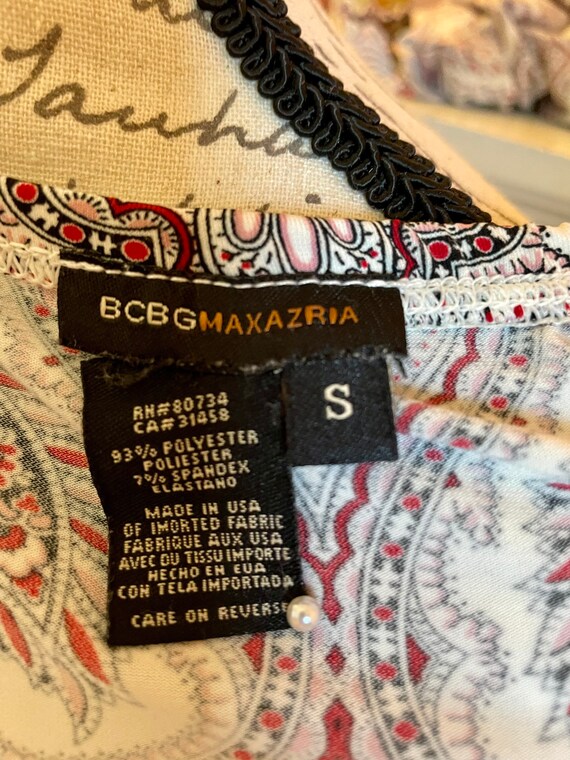 BCBGMAXAZRIA
S
RN#80734
CA#31458
93% POLYESTER
POLIESTER
7% SPANDEX
ELASTANO
MADE IN USA
OF IMORTED FABRIC
FABRIQUE AUX USA
AVEC DU TISSU IMPORTE
HECHO EN EUA
CON TELA IMPORTADA
CARE ON REVERSE